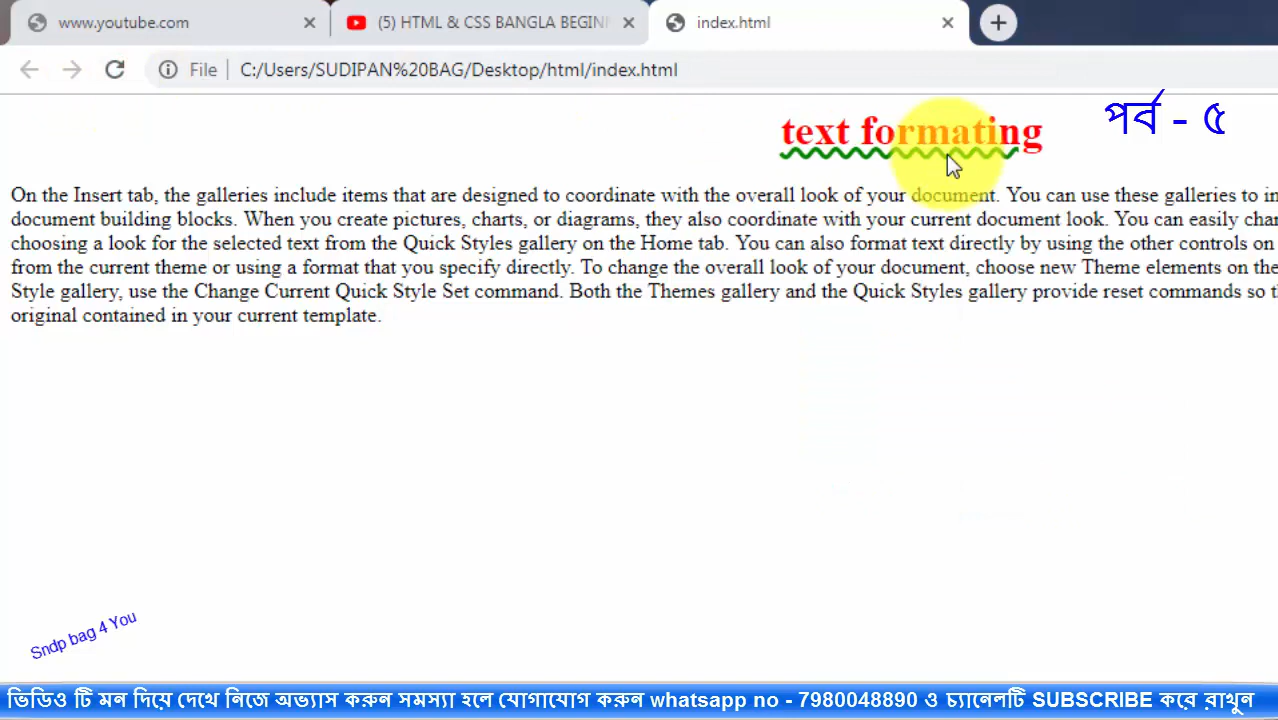 www.youtube.com
(5) HTML & CSS BANGLA BEGIN
index.html
File
C:/Users/SUDIPAN%20BAG/Desktop/html/index.html
text formating
পর্ব - ৫
On the Insert tab, the galleries include items that are designed to coordinate with the overall look of your document. You can use these galleries to
document building blocks. When you create pictures, charts, or diagrams, they also coordinate with your current document look. You can easily
choosing a look for the selected text from the Quick Styles gallery on the Home tab. You can also format text directly by using the other controls on
from the current theme or using a format that you specify directly. To change the overall look of your document, choose new Theme elements on the
Style gallery, use the Change Current Quick Style Set command. Both the Themes gallery and the Quick Styles gallery provide reset commands so
original contained in your current template.
Sndp bag 4 You
ভিডিও টি মন দিয়ে দেখে নিজে অভ্যাস করুন সমস্যা হলে যোগাযোগ করুন whatsapp no - 7980048890 ও চ্যানেলটি SUBSCRIBE করে রাখুন